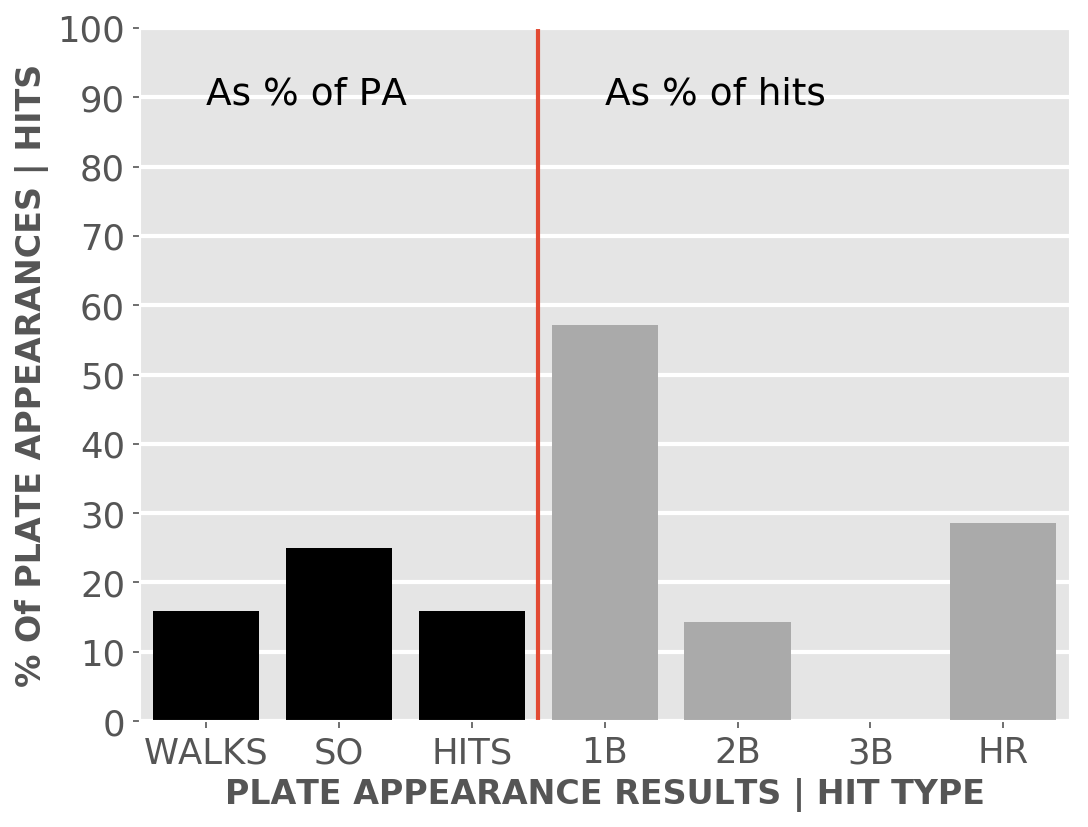 % Of PLATE APPEARANCES | HITS
100
90
80
70
60
50
40
30
20
10
0
As % of PA
As % of hits
WALKS SO HITS 1B 2B 3B HR
PLATE APPEARANCE RESULTS | HIT TYPE